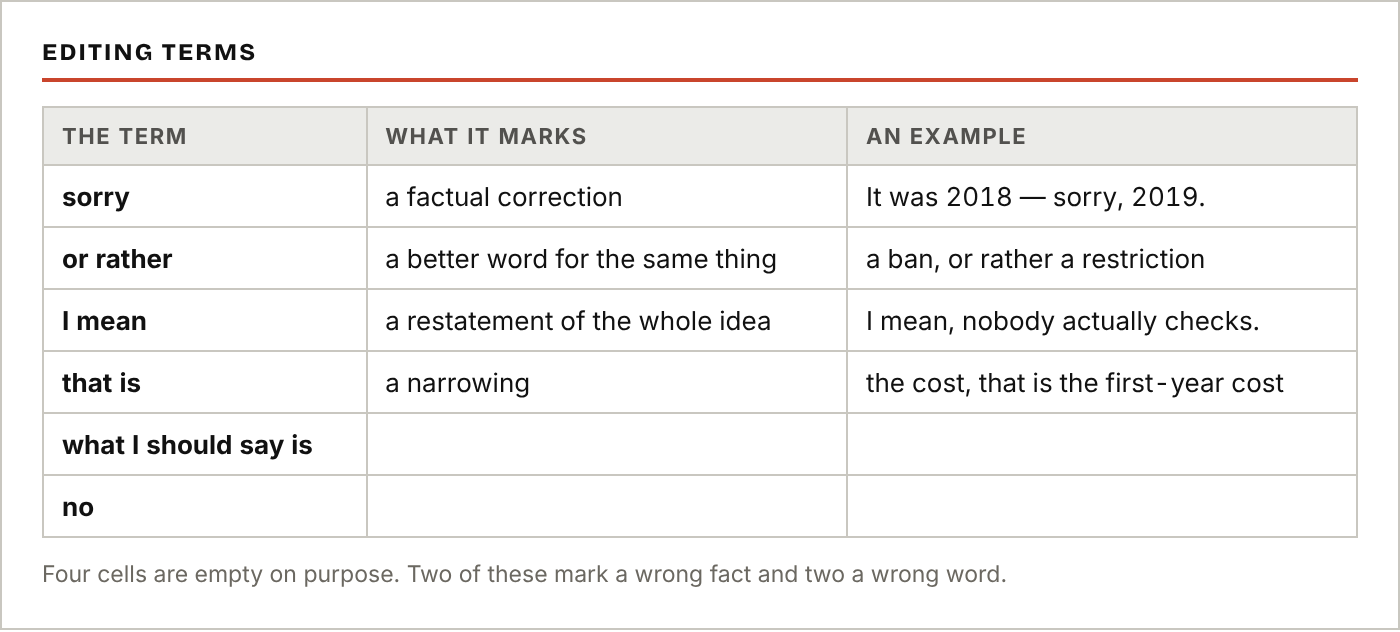 EDITING TERMS
THE TERM WHAT IT MARKS AN EXAMPLE
sorry a factual correction It was 2018 — sorry, 2019.
or rather a better word for the same thing a ban, or rather a restriction
I mean a restatement of the whole idea I mean, nobody actually checks.
that is a narrowing the cost, that is the first-year cost
what I should say is
no
Four cells are empty on purpose. Two of these mark a wrong fact and two a wrong word.